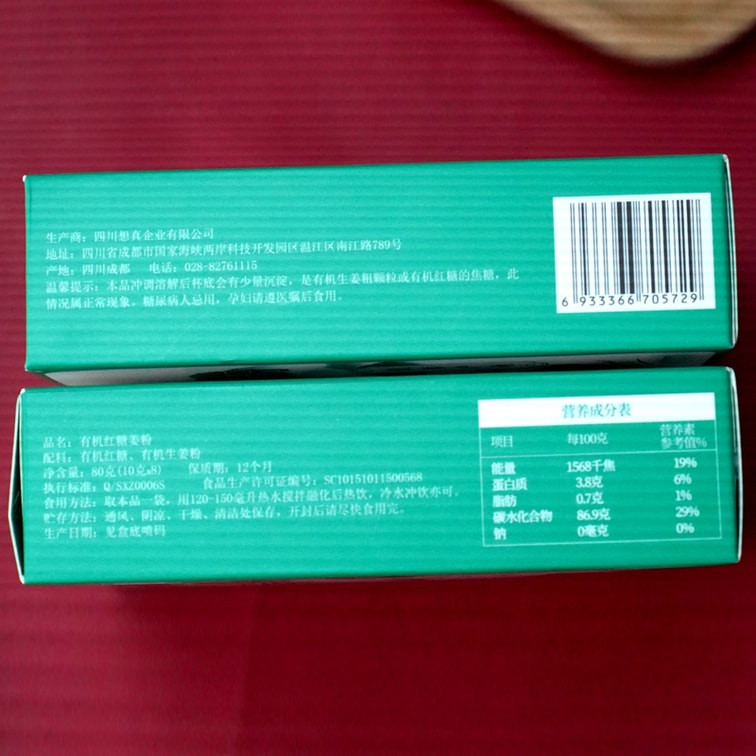 生产商：四川想真企业有限公司
地址：四川省成都市国家海峡两岸科技开发园区温江区南江路789号
产地：四川成都 电话：028-82761115
温馨提示：本品冲调溶解后杯底会有少量沉淀，是有机生姜粗颗粒或有机红糖的焦糖，此
情况属正常现象。糖尿病人忌用，孕妇请遵医嘱后食用。
6 933366 705729
品名：有机红糖姜粉
配料：有机红糖、有机生姜粉
净含量：80克(10克x8) 保质期：12个月
执行标准：Q/SXZ0006S 食品生产许可证编号：SC10151011500568
食用方法：取本品一袋，用120-150毫升热水搅拌融化后热饮，冷水冲饮亦可。
贮存方法：通风、阴凉、干燥、清洁处保存，开封后请尽快食用完。
生产日期：见盒底喷码
营养成分表
项目 每100克 营养素参考值%
能量 1568千焦 19%
蛋白质 3.8克 6%
脂肪 0.7克 1%
碳水化合物 86.9克 29%
钠 0毫克 0%